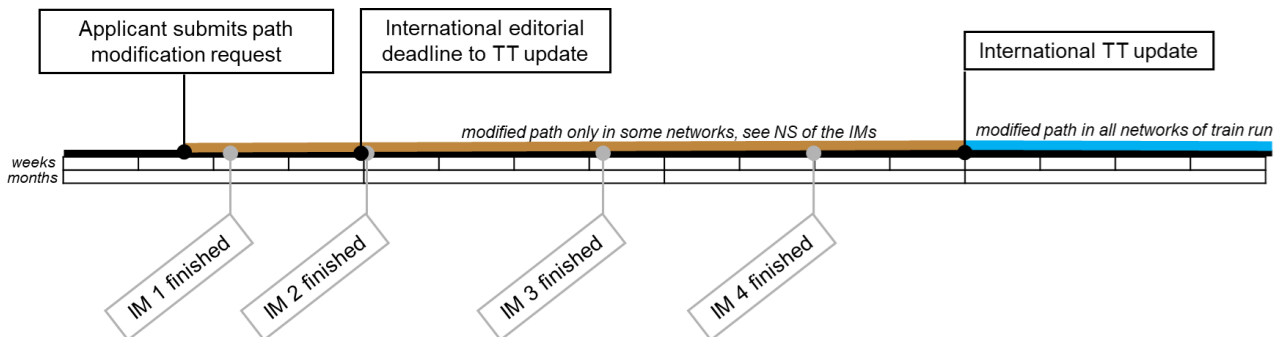 Applicant submits path
modification request
International editorial
deadline to TT update
International TT update
modified path only in some networks, see NS of the IMs
modified path in all networks of train run
weeks
months
IM 1 finished
IM 2 finished
IM 3 finished
IM 4 finished